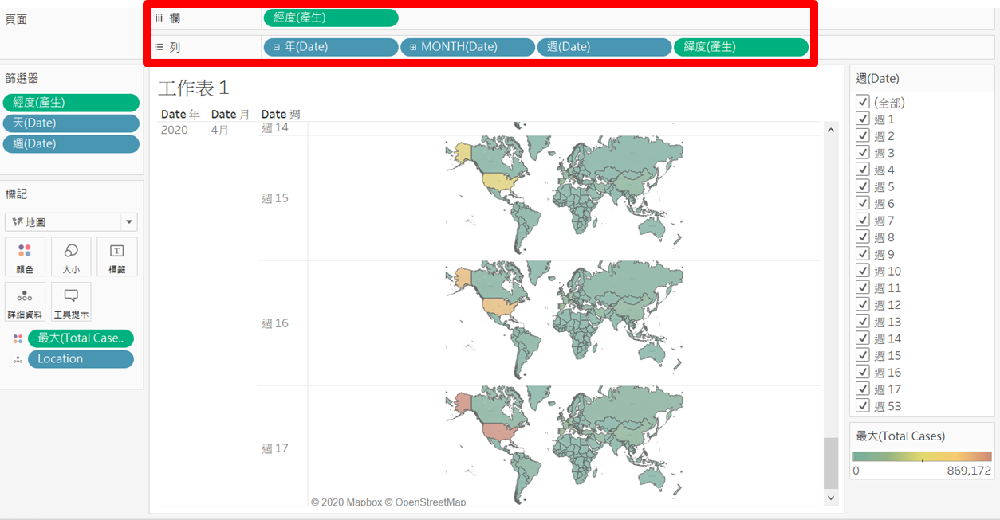 頁面
欄
經度(產生)
列
年(Date)
MONTH(Date)
週(Date)
緯度(產生)
篩選器
經度(產生)
天(Date)
週(Date)
標記
地圖
顏色
大小
標籤
詳細資料
工具提示
最大(Total Case..
Location
工作表 1
Date 年 Date 月 Date 週
2020 4月 週 14
週 15
週 16
週 17
© 2020 Mapbox © OpenStreetMap
週(Date)
(全部)
週 1
週 2
週 3
週 4
週 5
週 6
週 7
週 8
週 9
週 10
週 11
週 12
週 13
週 14
週 15
週 16
週 17
週 53
最大(Total Cases)
0 869,172